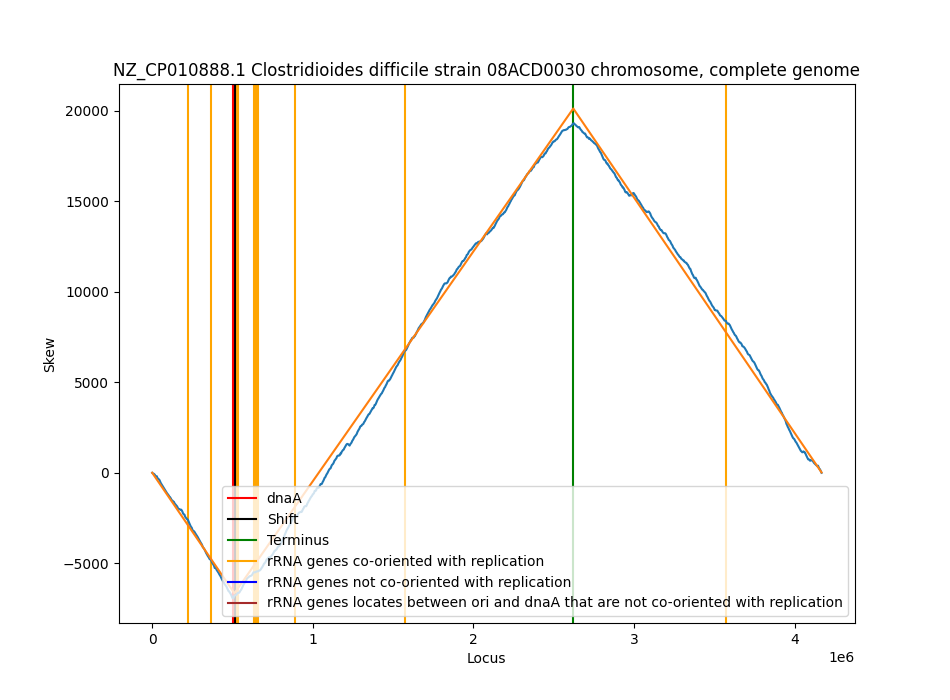 NZ_CP010888.1 Clostridioides difficile strain 08ACD0030 chromosome, complete genome
20000
15000
10000
5000
0
−5000
Skew
dnaA
Shift
Terminus
rRNA genes co-oriented with replication
rRNA genes not co-oriented with replication
rRNA genes locates between ori and dnaA that are not co-oriented with replication
0 1 2 3 4
1e6
Locus